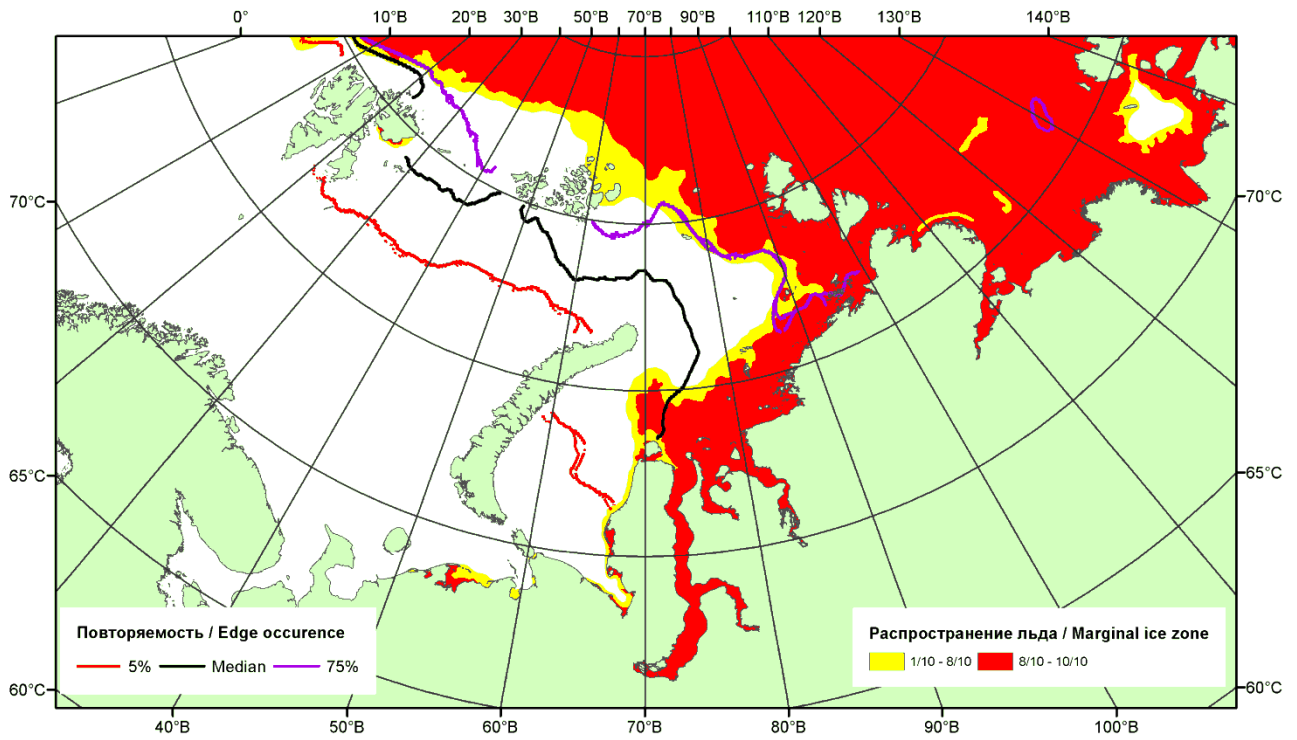 0° 10°В 20°В 30°В 50°В 70°В 90°В 110°В 120°В 130°В 140°В
70°С 70°С
65°С 65°С
Повторяемость / Edge occurence
5% Median 75%
Распространение льда / Marginal ice zone
1/10 - 8/10 8/10 - 10/10
60°С 60°С
40°В 50°В 60°В 70°В 80°В 90°В 100°В